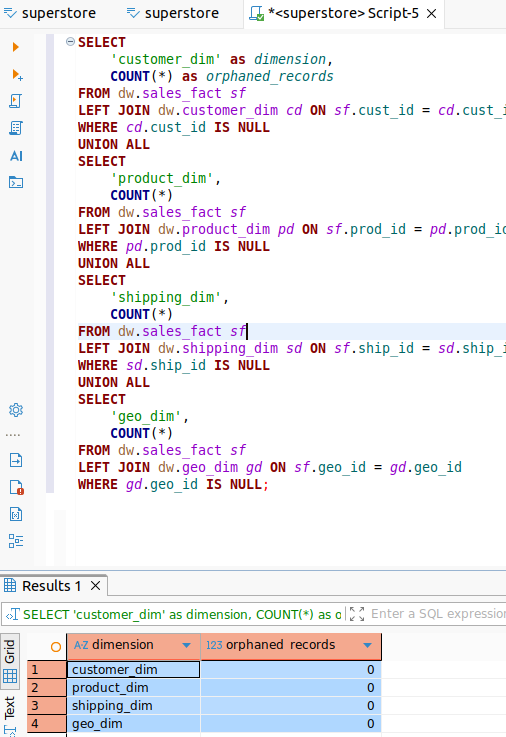 superstore superstore *<superstore> Script-5
SELECT
'customer_dim' as dimension,
COUNT(*) as orphaned_records
FROM dw.sales_fact sf
LEFT JOIN dw.customer_dim cd ON sf.cust_id = cd.cust_i
WHERE cd.cust_id IS NULL
UNION ALL
SELECT
'product_dim',
COUNT(*)
FROM dw.sales_fact sf
LEFT JOIN dw.product_dim pd ON sf.prod_id = pd.prod_id
WHERE pd.prod_id IS NULL
UNION ALL
SELECT
'shipping_dim',
COUNT(*)
FROM dw.sales_fact sf
LEFT JOIN dw.shipping_dim sd ON sf.ship_id = sd.ship_i
WHERE sd.ship_id IS NULL
UNION ALL
SELECT
'geo_dim',
COUNT(*)
FROM dw.sales_fact sf
LEFT JOIN dw.geo_dim gd ON sf.geo_id = gd.geo_id
WHERE gd.geo_id IS NULL;
AI
Results 1
SELECT 'customer_dim' as dimension, COUNT(*) as o Enter a SQL expression
Grid
Text
A-Z dimension 123 orphaned_records
1 customer_dim 0
2 product_dim 0
3 shipping_dim 0
4 geo_dim 0